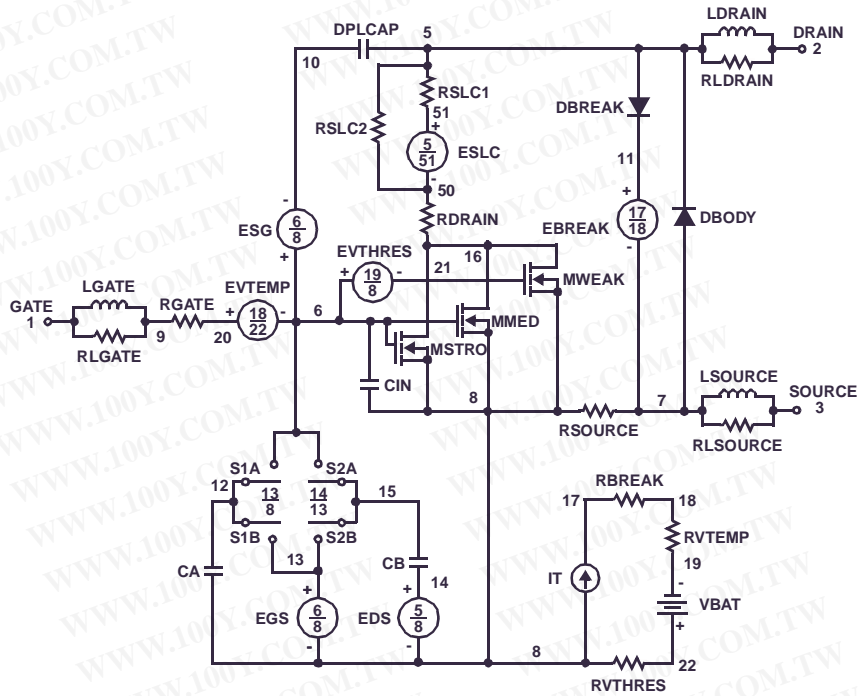 LDRAIN
DPLCAP 5 DRAIN
10 2
RSLC1 RLDRAIN
51 DBREAK
RSLC2 +
5
51 ESLC
11
- -
50 +
ESG 6
8 RDRAIN EBREAK 17
18 DBODY
+ EVTHRES 16 -
+ 19
8 - 21 MWEAK
LGATE EVTEMP
GATE RGATE + 18
22 - 6 MMED
1 9 20 MSTRO
RLGATE LSOURCE
CIN 8 7 SOURCE
3
RSOURCE RLSOURCE
S1A S2A RBREAK
12 13
8 14
13 15 17 18
S1B S2B RVTEMP
13 CB 19
CA IT -
+ + 14 VBAT
EGS 6
8 EDS 5
8 +
- - 8 22
RVTHRES
WWW.100Y.COM.TW